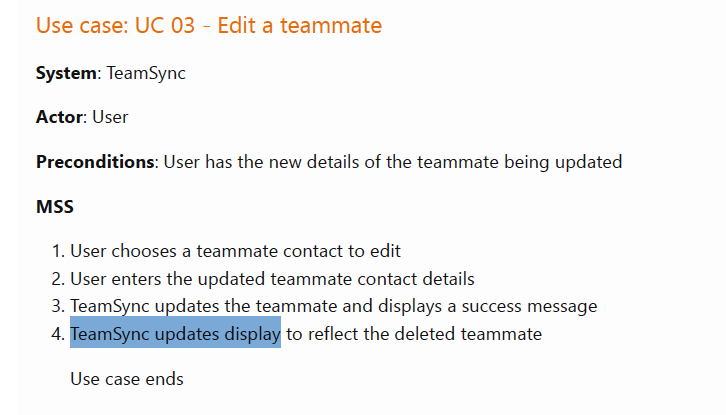 Use case: UC 03 - Edit a teammate
System: TeamSync
Actor: User
Preconditions: User has the new details of the teammate being updated
MSS
1. User chooses a teammate contact to edit
2. User enters the updated teammate contact details
3. TeamSync updates the teammate and displays a success message
4. TeamSync updates display to reflect the deleted teammate
Use case ends